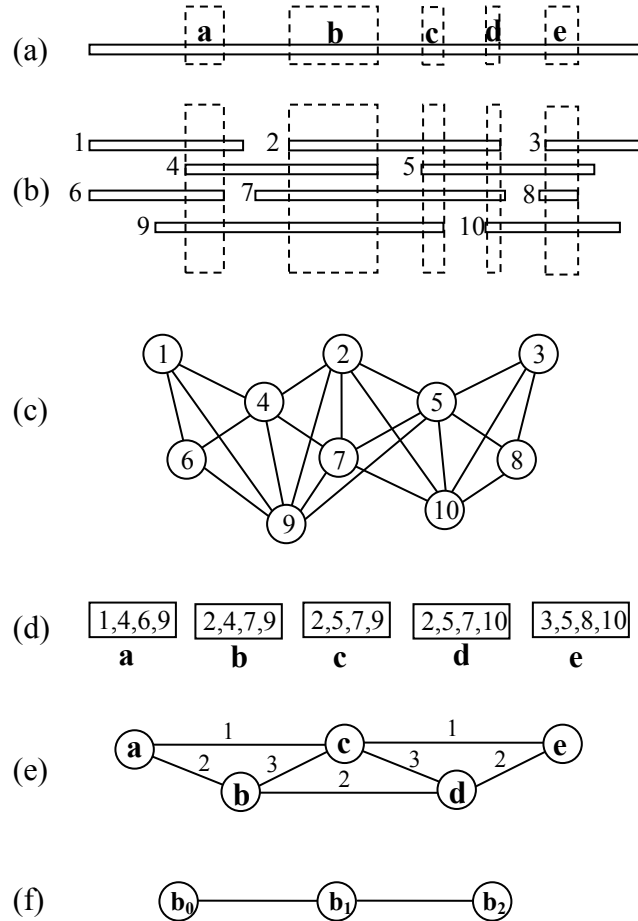 (a) a b c d e
(b)
1 2 3
4 5
6 7 8
9 10
(c)
1 2 3
4 5
6 7 8
9 10
(d)
1,4,6,9 2,4,7,9 2,5,7,9 2,5,7,10 3,5,8,10
a b c d e
(e)
1 1
a c e
2 3 3 2
b 2 d
(f) b₀ b₁ b₂